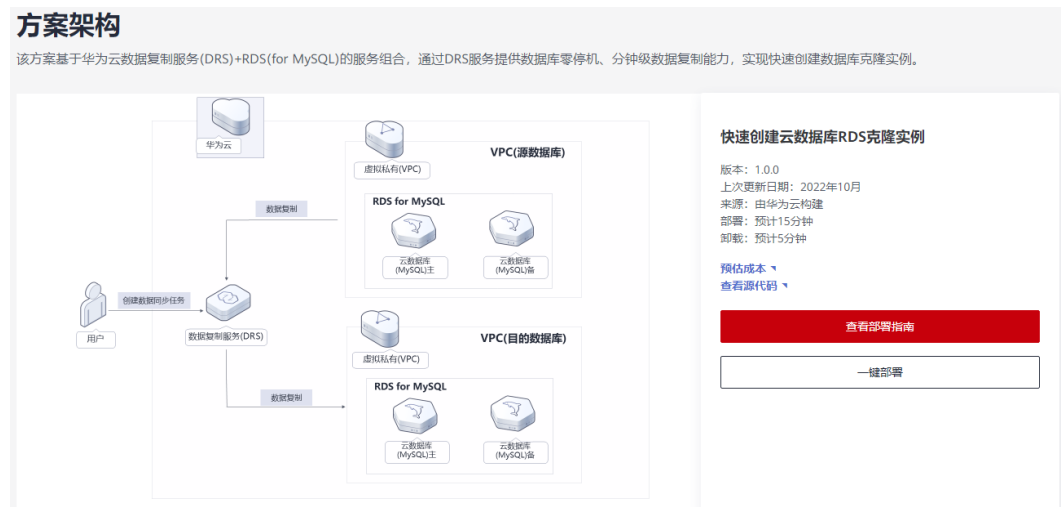 方案架构
该方案基于华为云数据复制服务(DRS)+RDS(for MySQL)的服务组合，通过DRS服务提供数据库零停机、分钟级数据复制能力，实现快速创建数据库克隆实例。
华为云
虚拟私有(VPC)
VPC(源数据库)
RDS for MySQL
云数据库
(MySQL)主
云数据库
(MySQL)备
数据复制
创建数据同步任务
用户
数据复制服务(DRS)
数据复制
虚拟私有(VPC)
VPC(目的数据库)
RDS for MySQL
云数据库
(MySQL)主
云数据库
(MySQL)备
快速创建云数据库RDS克隆实例
版本：1.0.0
上次更新日期：2022年10月
来源：由华为云构建
部署：预计15分钟
卸载：预计5分钟
预估成本
查看源代码
查看部署指南
一键部署